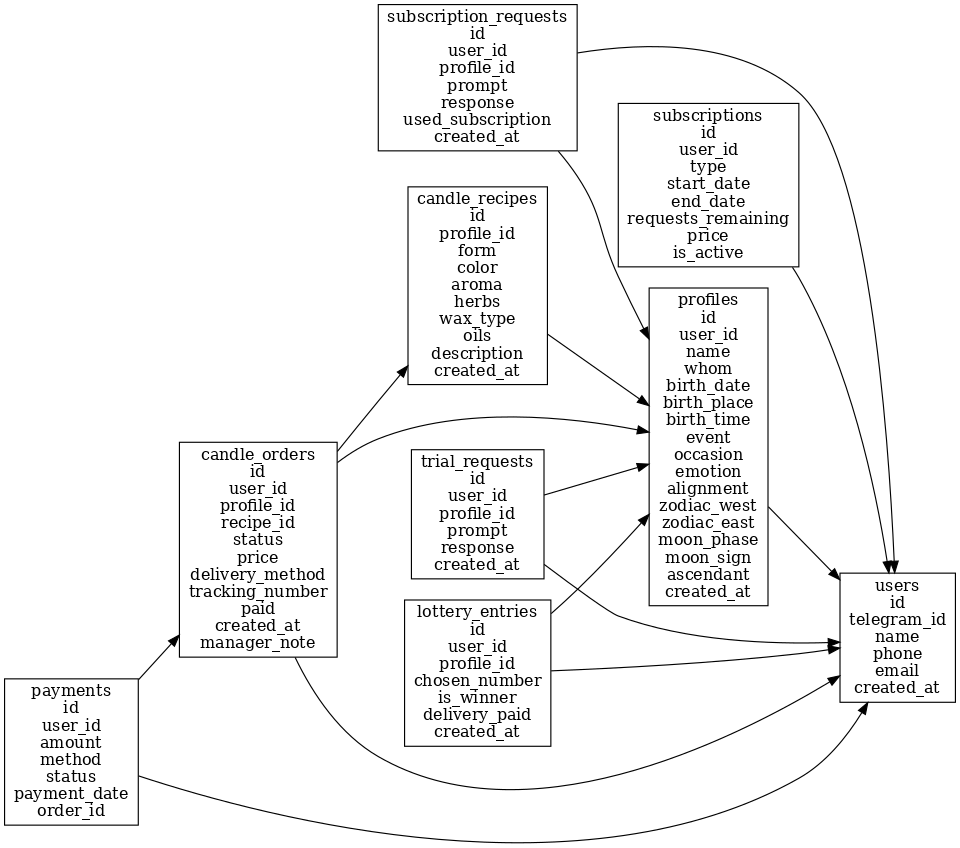 subscription_requests
id
user_id
profile_id
prompt
response
used_subscription
created_at
subscriptions
id
user_id
type
start_date
end_date
requests_remaining
price
is_active
candle_recipes
id
profile_id
form
color
aroma
herbs
wax_type
oils
description
created_at
profiles
id
user_id
name
whom
birth_date
birth_place
birth_time
event
occasion
emotion
alignment
zodiac_west
zodiac_east
moon_phase
moon_sign
ascendant
created_at
candle_orders
id
user_id
profile_id
recipe_id
status
price
delivery_method
tracking_number
paid
created_at
manager_note
trial_requests
id
user_id
profile_id
prompt
response
created_at
lottery_entries
id
user_id
profile_id
chosen_number
is_winner
delivery_paid
created_at
users
id
telegram_id
name
phone
email
created_at
payments
id
user_id
amount
method
status
payment_date
order_id